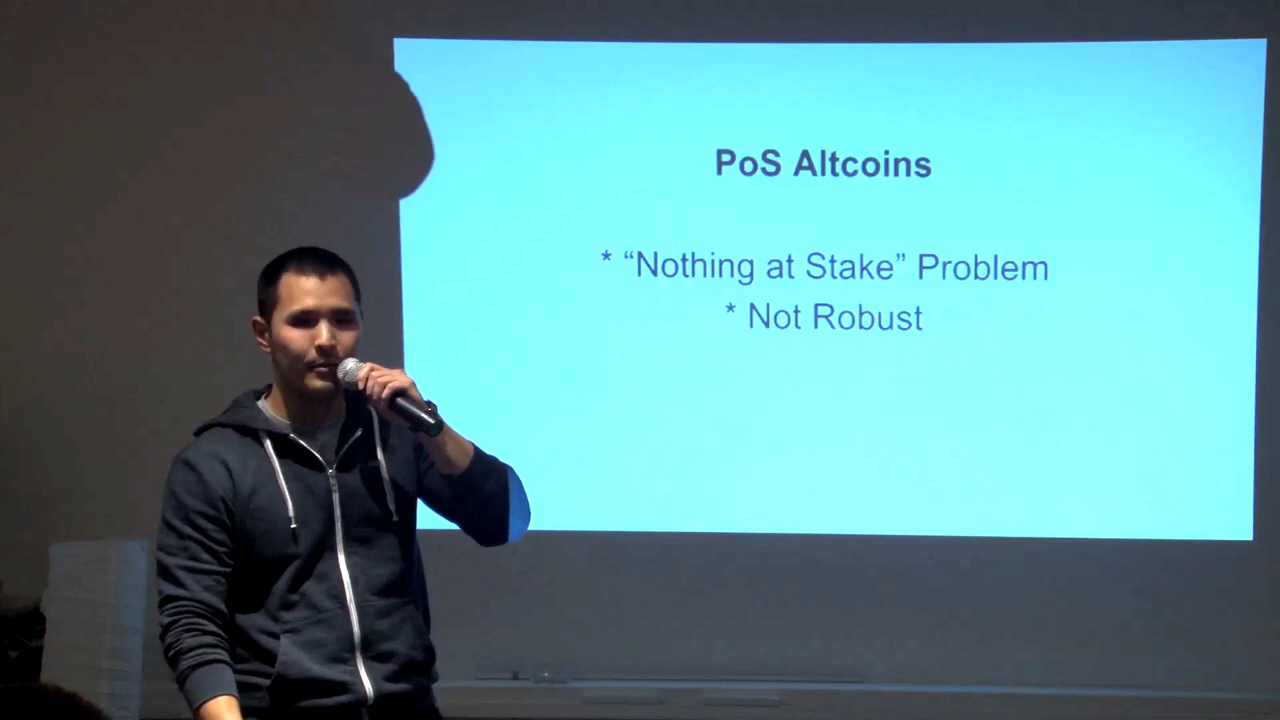 PoS Altcoins
* “Nothing at Stake” Problem
* Not Robust